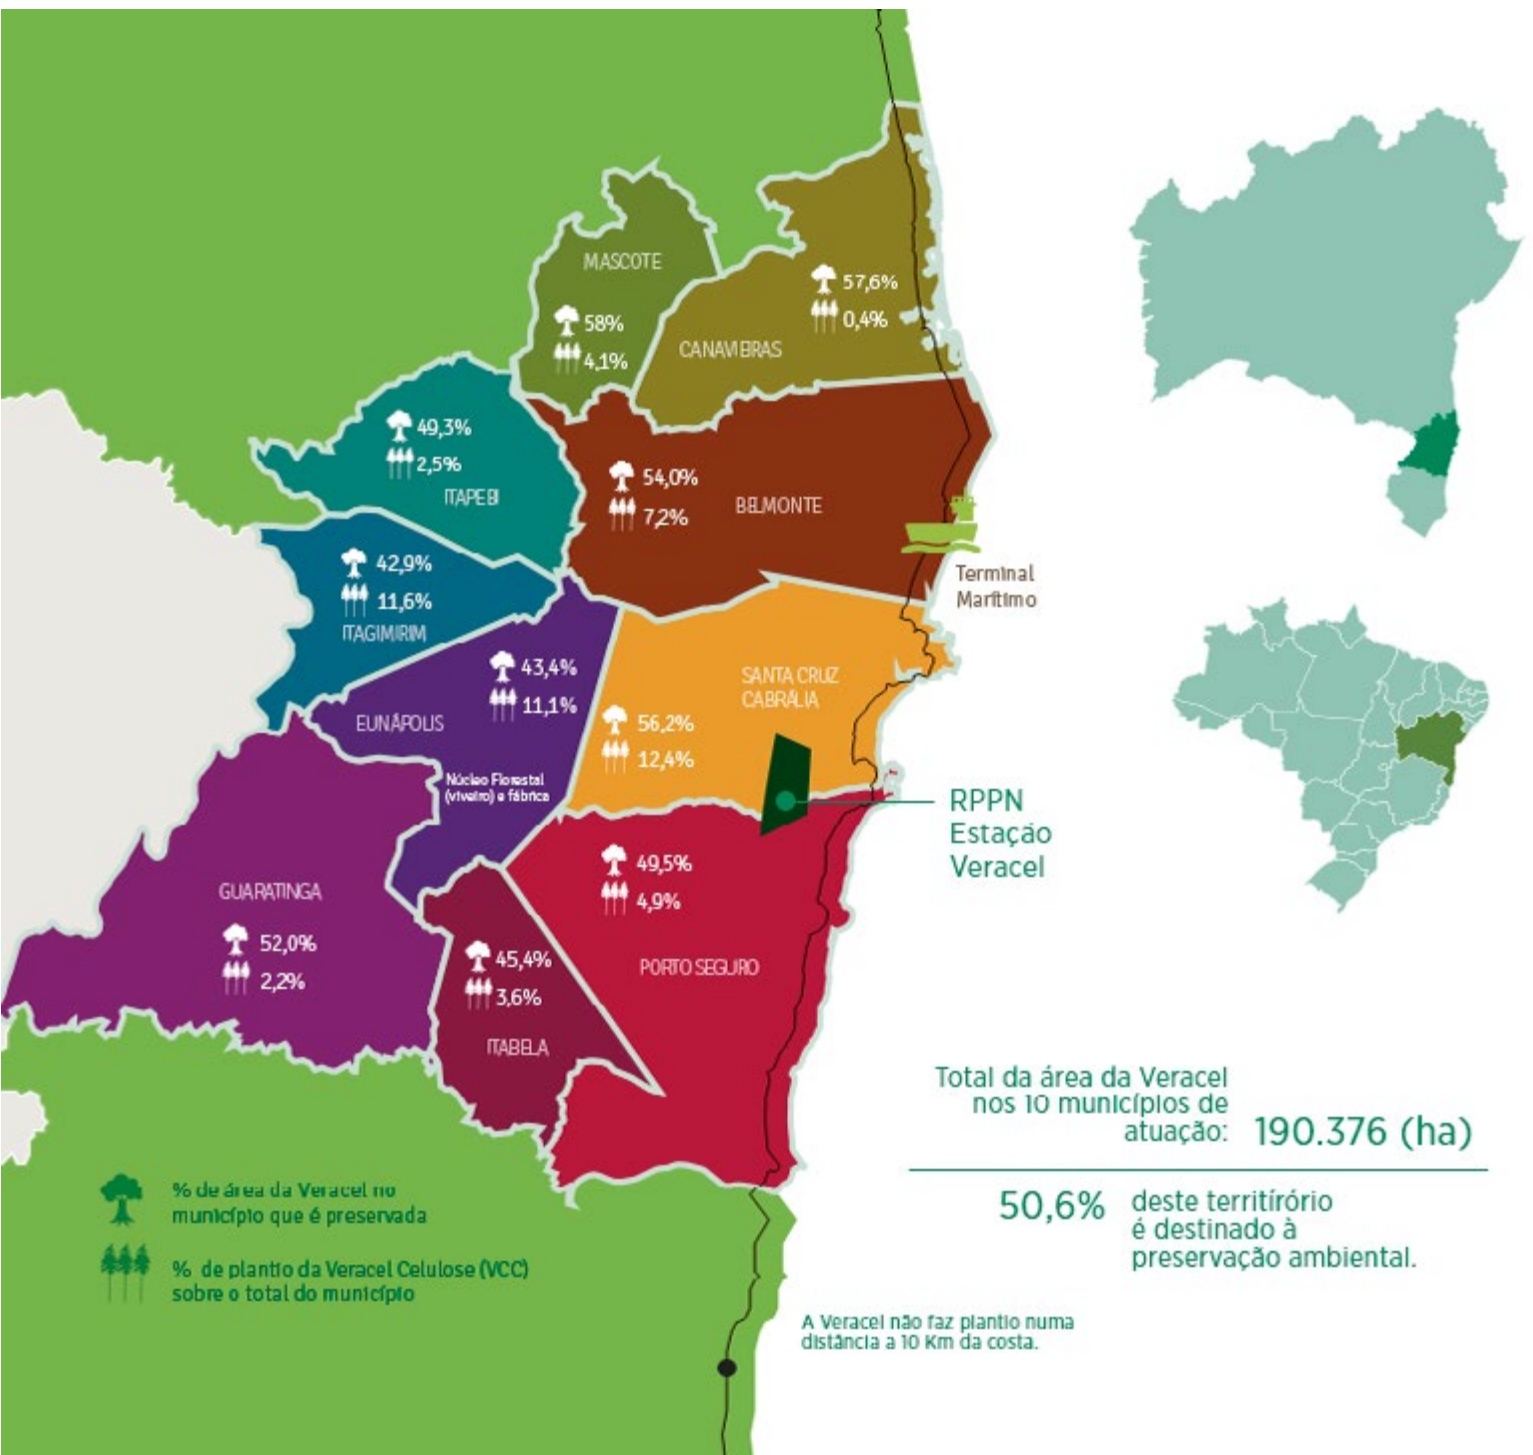 MASCOTE
58%
4,1%
57,6%
0,4%
CANAVIEIRAS
49,3%
2,5%
ITAPEBI
54,0%
7,2%
BELMONTE
Terminal
Marítimo
42,9%
11,6%
ITAGIMIRIM
43,4%
11,1%
EUNÁPOLIS
Núcleo Florestal
(viveiro) e fábrica
SANTA CRUZ
CABRÁLIA
56,2%
12,4%
RPPN
Estação
Veracel
49,5%
4,9%
PORTO SEGURO
GUARATINGA
52,0%
2,2%
45,4%
3,6%
ITABELA
Total da área da Veracel
nos 10 municípios de
atuação:
190.376 (ha)
50,6%
deste territírório
é destinado à
preservação ambiental.
% de área da Veracel no
município que é preservada
% de plantio da Veracel Celulose (VCC)
sobre o total do município
A Veracel não faz plantio numa
distância a 10 Km da costa.